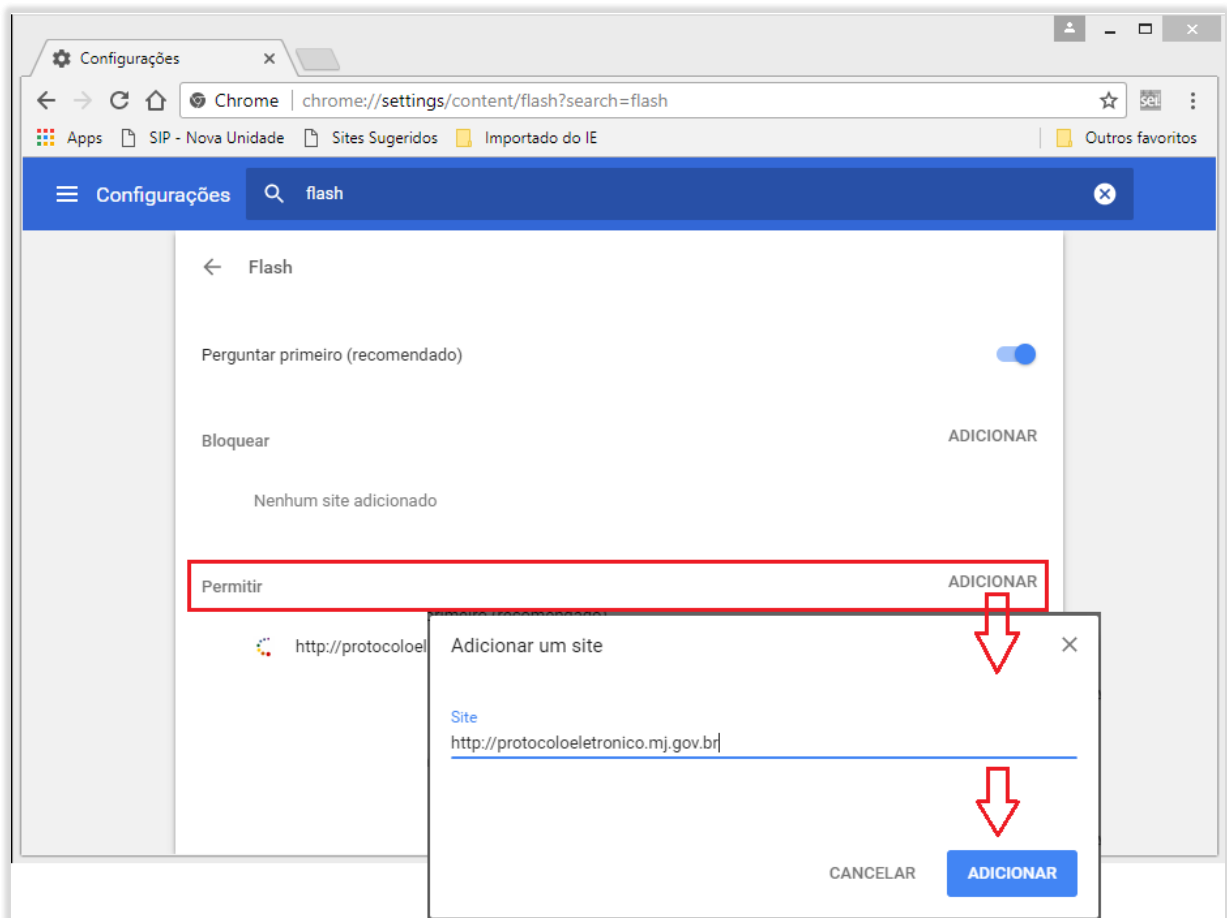 Configurações
Chrome chrome://settings/content/flash?search=flash
sei!
Apps SIP - Nova Unidade Sites Sugeridos Importado do IE Outros favoritos
Configurações flash
Flash
Perguntar primeiro (recomendado)
Bloquear ADICIONAR
Nenhum site adicionado
Permitir ADICIONAR
http://protocoloel
Adicionar um site
Site
http://protocoloeletronico.mj.gov.br
CANCELAR ADICIONAR